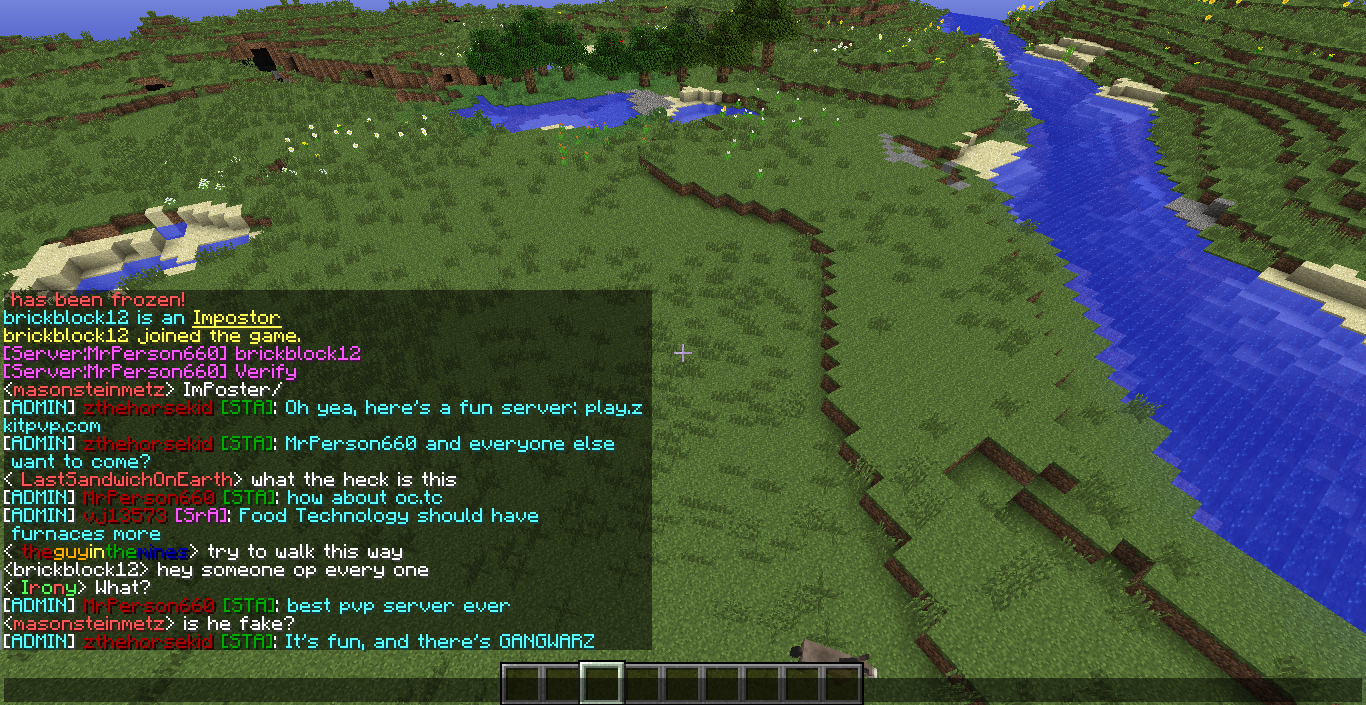 has been frozen!
brickblock12 is an Impostor
brickblock12 joined the game.
[Server:MrPerson660] brickblock12
[Server:MrPerson660] Verify
<masonsteinmetz> ImPoster/
[ADMIN] zthehorsekid [STA]: Oh yea, here's a fun server: play.z
kitpvp.com
[ADMIN] zthehorsekid [STA]: MrPerson660 and everyone else
want to come?
< LastSandwichOnEarth> what the heck is this
[ADMIN] MrPerson660 [STA]: how about oc.tc
[ADMIN] vj13573 [SrA]: Food Technology should have
furnaces more
< theguyinthemines> try to walk this way
<brickblock12> hey someone op every one
< Irony> What?
[ADMIN] MrPerson660 [STA]: best pvp server ever
<masonsteinmetz> is he fake?
[ADMIN] zthehorsekid [STA]: It's fun, and there's GANGWARZ